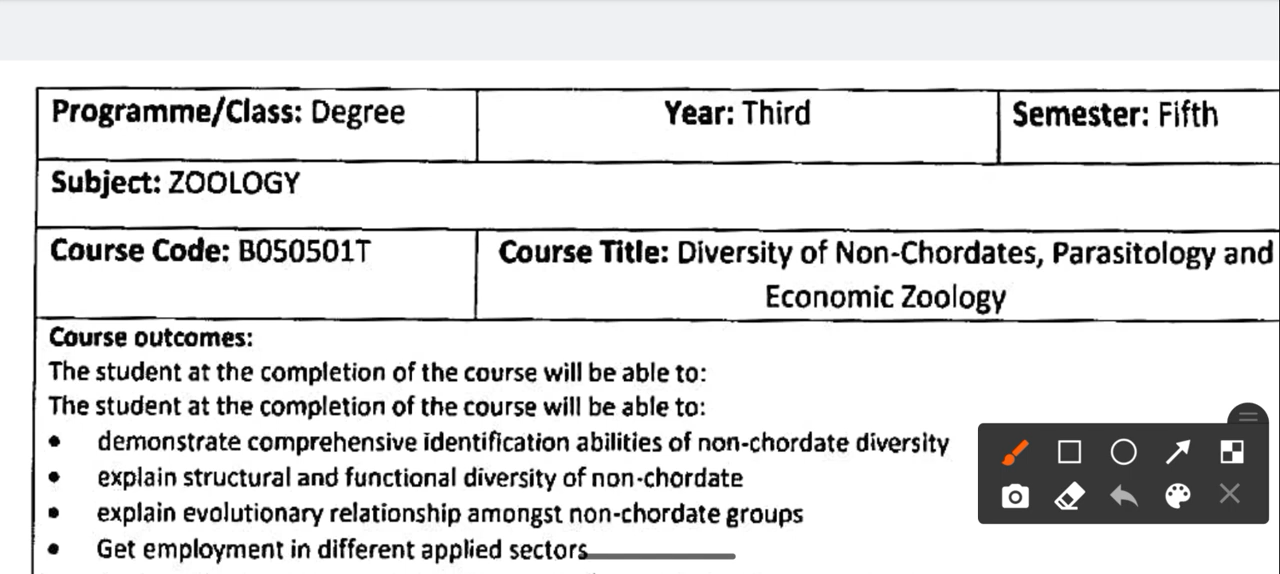 Programme/Class: Degree Year: Third Semester: Fifth
Subject: ZOOLOGY
Course Code: B050501T Course Title: Diversity of Non-Chordates, Parasitology and
Economic Zoology
Course outcomes:
The student at the completion of the course will be able to:
The student at the completion of the course will be able to:
• demonstrate comprehensive identification abilities of non-chordate diversity
• explain structural and functional diversity of non-chordate
• explain evolutionary relationship amongst non-chordate groups
• Get employment in different applied sectors